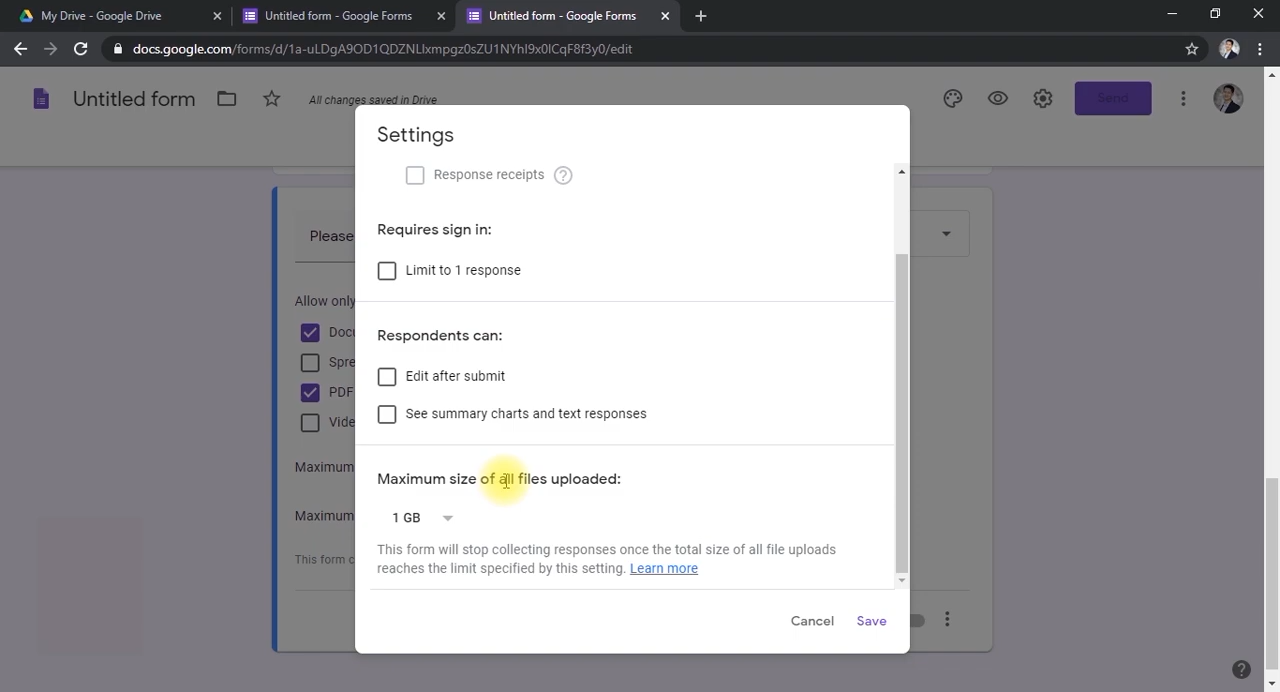 My Drive - Google Drive
Untitled form - Google Forms
Untitled form - Google Forms
docs.google.com/forms/d/1a-uLDgA9OD1QDZNLlxmpgz0sZU1NYhI9x0ICqF8f3y0/edit
Untitled form
All changes saved in Drive
Send
Settings
Response receipts
Please
Requires sign in:
Limit to 1 response
Allow only
Docu
Respondents can:
Spre
Edit after submit
PDF
See summary charts and text responses
Vide
Maximum
Maximum size of all files uploaded:
Maximum
1 GB
This form c
This form will stop collecting responses once the total size of all file uploads
reaches the limit specified by this setting. Learn more
Cancel
Save